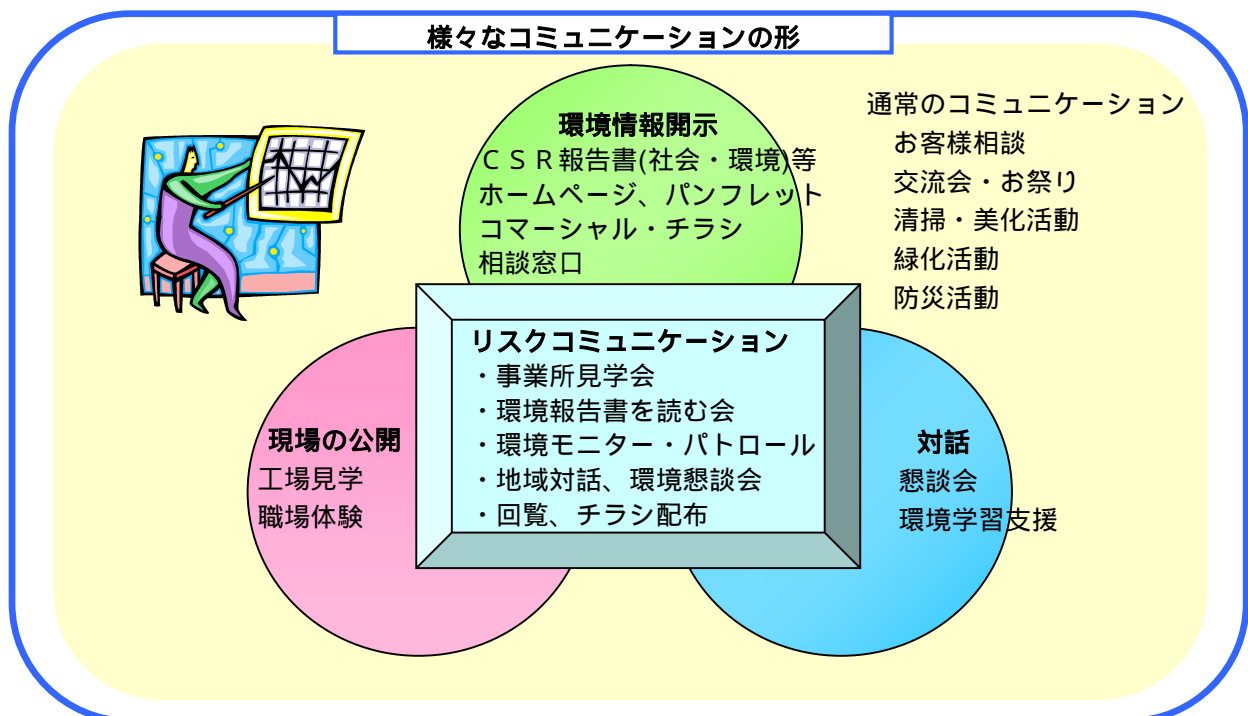 様々なコミュニケーションの形
環境情報開示
ＣＳＲ報告書(社会・環境)等
ホームページ、パンフレット
コマーシャル・チラシ
相談窓口
通常のコミュニケーション
お客様相談
交流会・お祭り
清掃・美化活動
緑化活動
防災活動
リスクコミュニケーション
・事業所見学会
・環境報告書を読む会
・環境モニター・パトロール
・地域対話、環境懇談会
・回覧、チラシ配布
現場の公開
工場見学
職場体験
対話
懇談会
環境学習支援